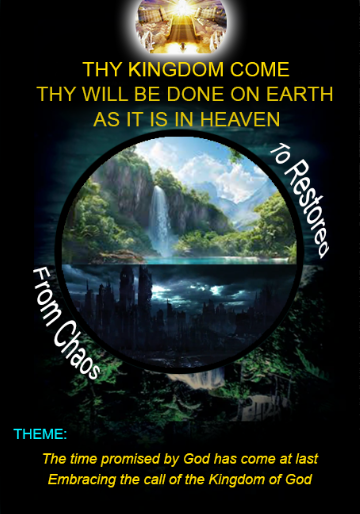 THY KINGDOM COME
THY WILL BE DONE ON EARTH
AS IT IS IN HEAVEN
To Restored
From Chaos
THEME:
The time promised by God has come at last
Embracing the call of the Kingdom of God